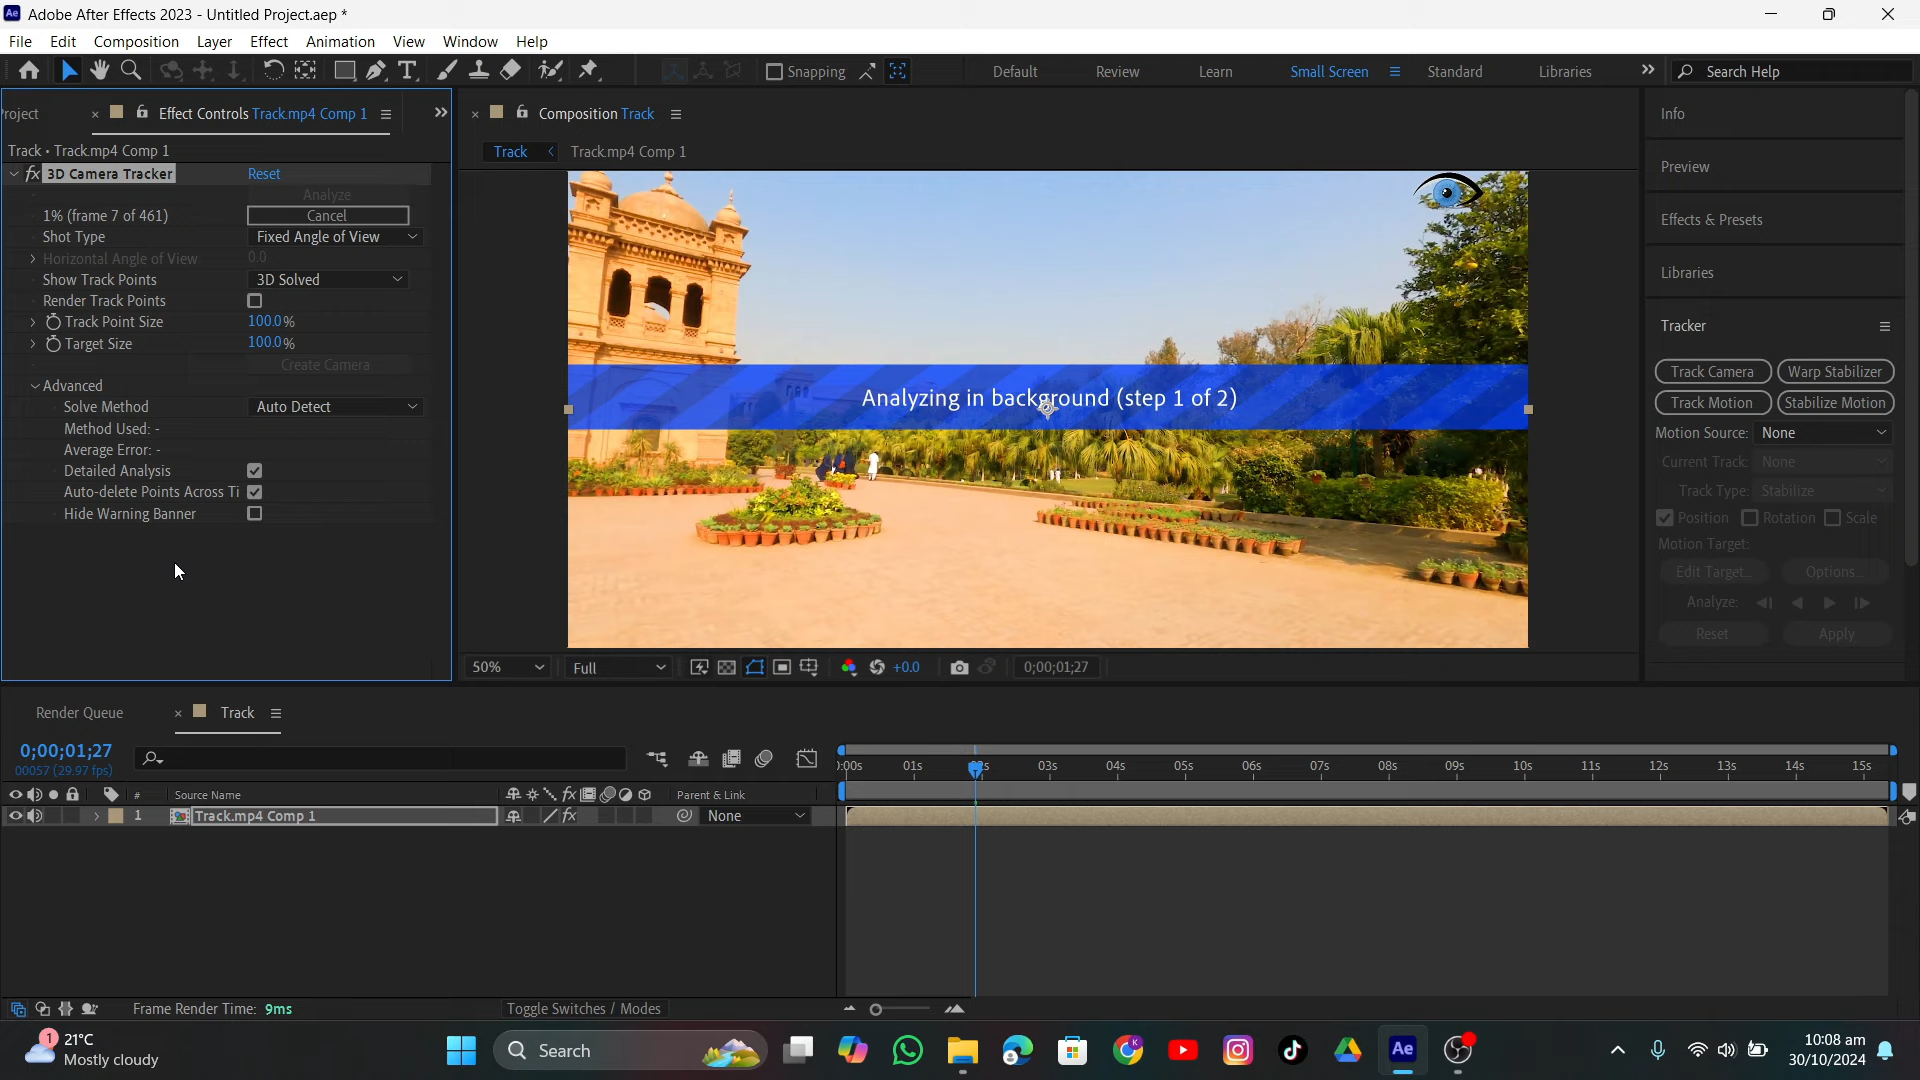 Ae Adobe After Effects 2023 - Untitled Project.aep *
File Edit Composition Layer Effect Animation View Window Help
Snapping Default Review Learn Small Screen Standard Libraries Search Help
roject Effect Controls Track.mp4 Comp 1
Track • Track.mp4 Comp 1
fx 3D Camera Tracker Reset
Analyze
1% (frame 7 of 461) Cancel
Shot Type Fixed Angle of View
Horizontal Angle of View 0.0
Show Track Points 3D Solved
Render Track Points
Track Point Size 100.0%
Target Size 100.0%
Create Camera
Advanced
Solve Method Auto Detect
Method Used: -
Average Error: -
Detailed Analysis
Auto-delete Points Across Ti
Hide Warning Banner
Composition Track
Track Track.mp4 Comp 1
Analyzing in background (step 1 of 2)
50% Full +0.0 0;00;01;27
Info
Preview
Effects & Presets
Libraries
Tracker
Track Camera Warp Stabilizer
Track Motion Stabilize Motion
Motion Source: None
Current Track: None
Track Type: Stabilize
Position Rotation Scale
Motion Target:
Edit Target... Options...
Analyze:
Reset Apply
Render Queue Track
0;00;01;27
00057 (29.97 fps)
# Source Name fx Parent & Link
1 Track.mp4 Comp 1 fx None
):00s 01s 03s 04s 05s 06s 07s 08s 09s 10s 11s 12s 13s 14s 15s
Frame Render Time: 9ms Toggle Switches / Modes
1 21°C
Mostly cloudy
Search
Ae
10:08 am
30/10/2024